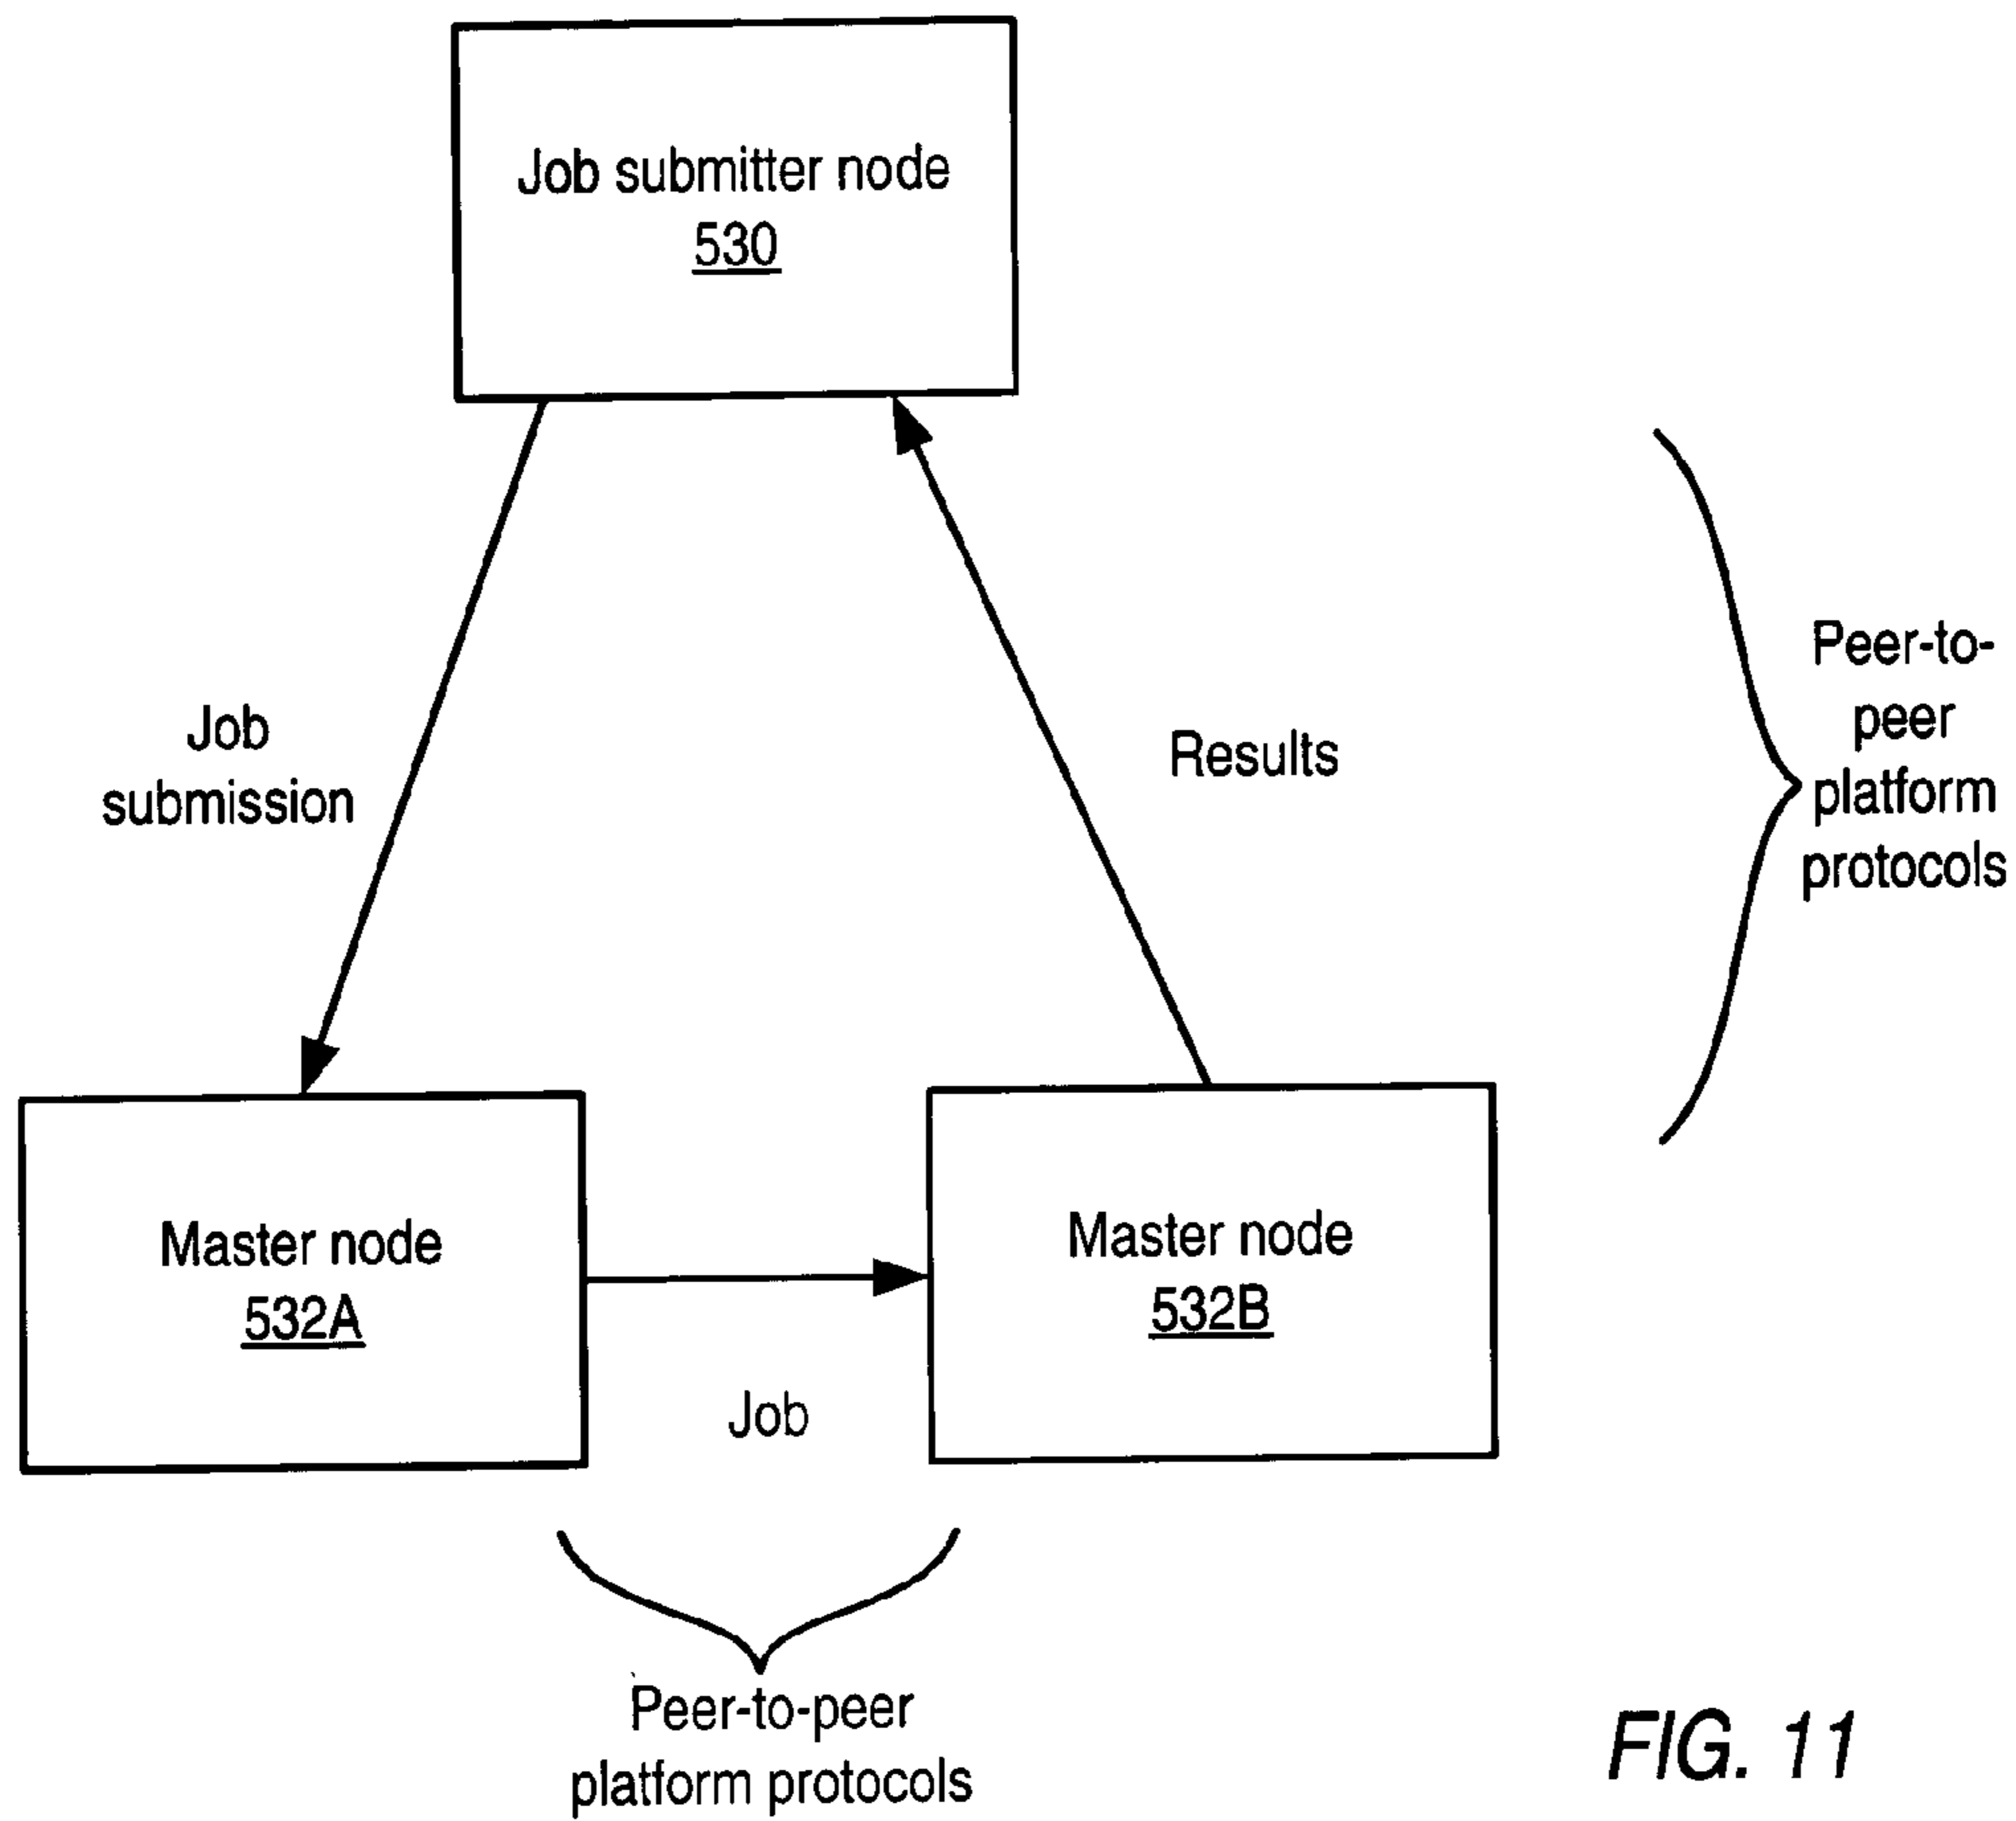 Job submitter node
530
Job
submission
Results
Peer-to-
peer
platform
protocols
Master node
532A
Master node
532B
Job
Peer-to-peer
platform protocols
FIG. 11